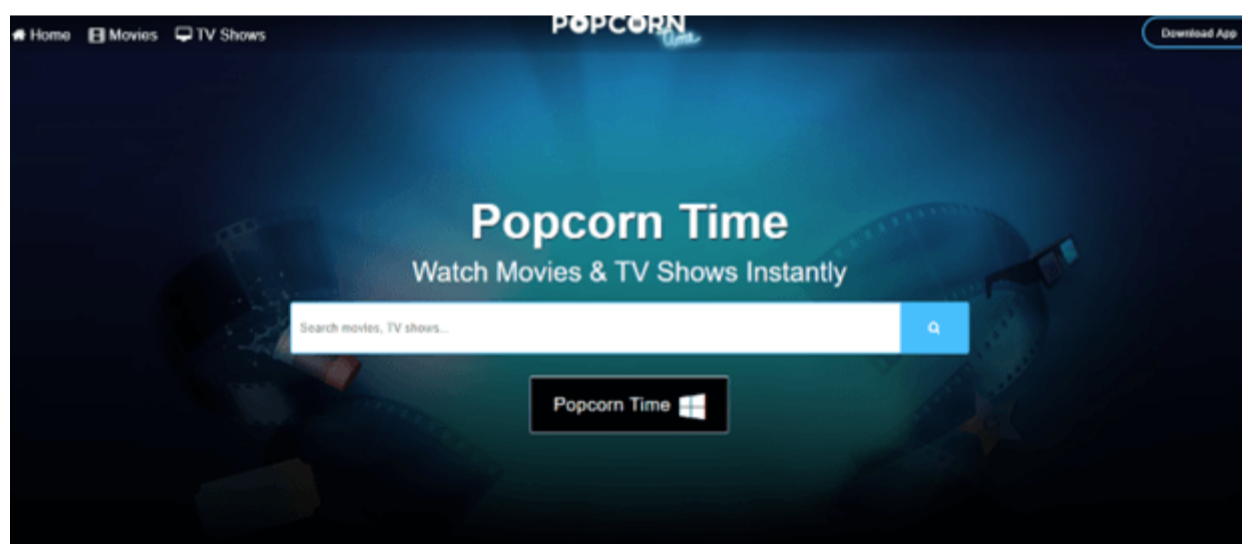 Home Movies TV Shows
POPCORN
Time
Download App
Popcorn Time
Watch Movies & TV Shows Instantly
Search movies, TV shows...
Popcorn Time